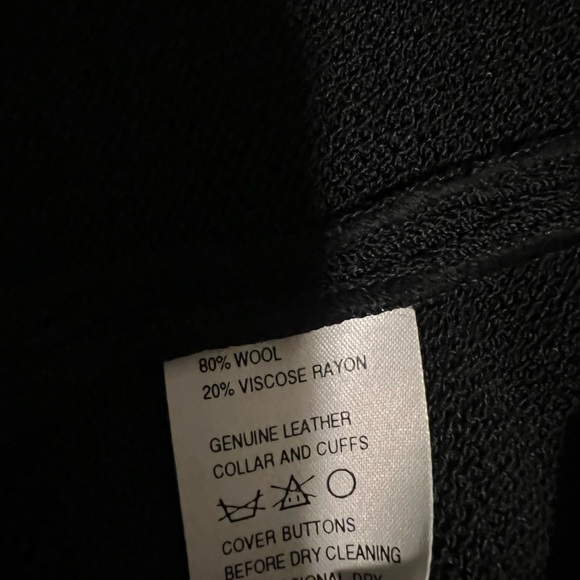 80% WOOL
20% VISCOSE RAYON
GENUINE LEATHER
COLLAR AND CUFFS
COVER BUTTONS
BEFORE DRY CLEANING